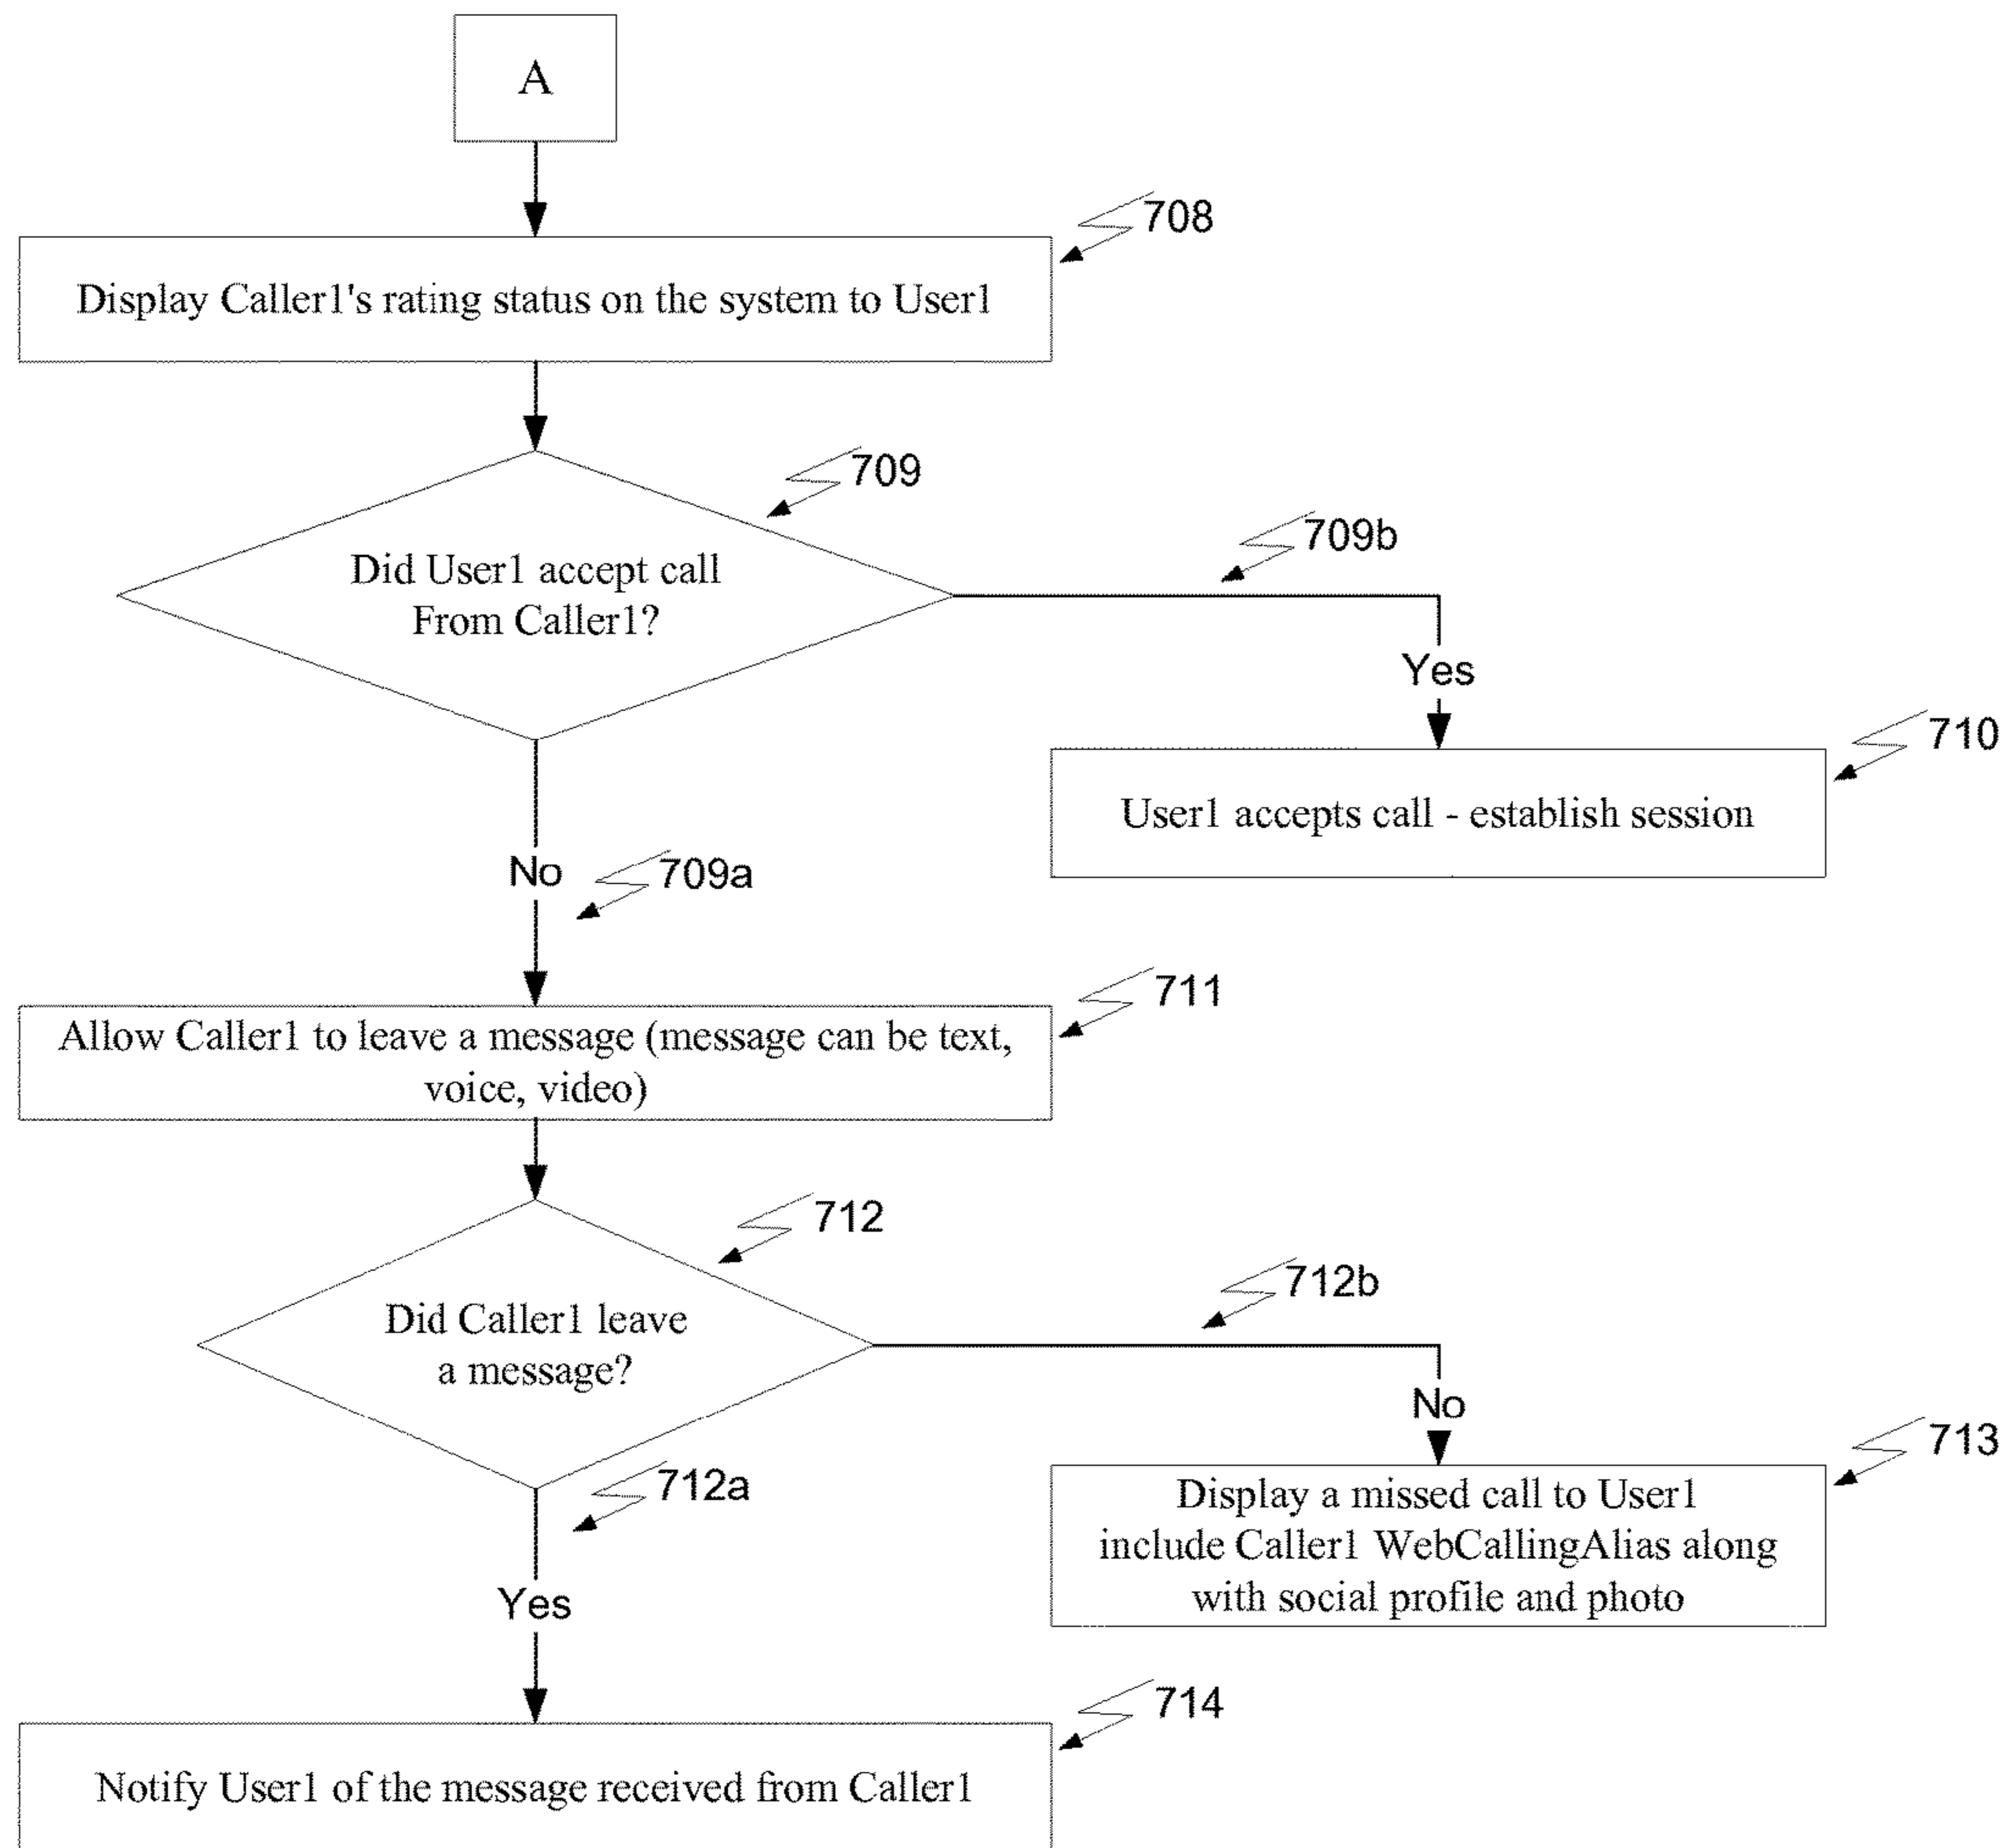 A
708
Display Caller1's rating status on the system to User1
709
Did User1 accept call
From Caller1?
709b
Yes
710
User1 accepts call - establish session
No
709a
711
Allow Caller1 to leave a message (message can be text,
voice, video)
712
Did Caller1 leave
a message?
712b
No
713
Display a missed call to User1
include Caller1 WebCallingAlias along
with social profile and photo
712a
Yes
714
Notify User1 of the message received from Caller1